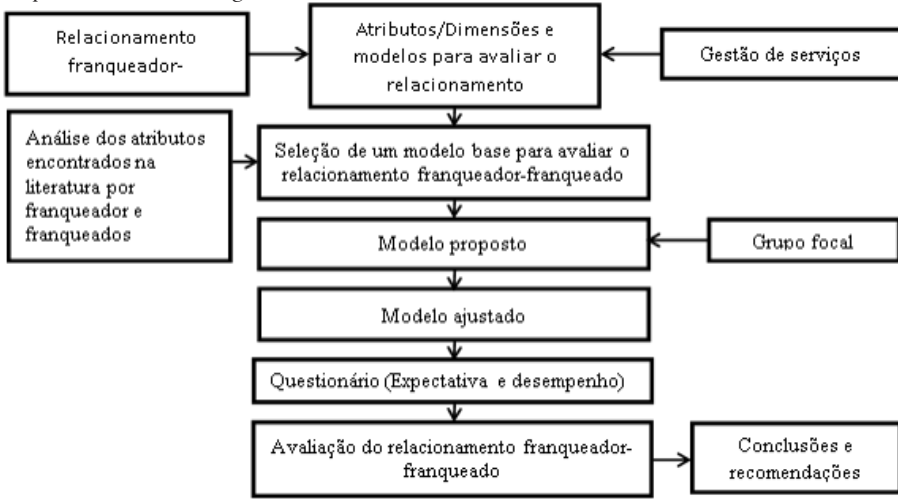 Relacionamento
franqueador-
Atributos/Dimensões e
modelos para avaliar o
relacionamento
Gestão de serviços
Análise dos atributos
encontrados na
literatura por
franqueador e
franqueados
Seleção de um modelo base para avaliar o
relacionamento franqueador-franqueado
Modelo proposto
Grupo focal
Modelo ajustado
Questionário (Expectativa e desempenho)
Avaliação do relacionamento franqueador-
franqueado
Conclusões e
recomendações